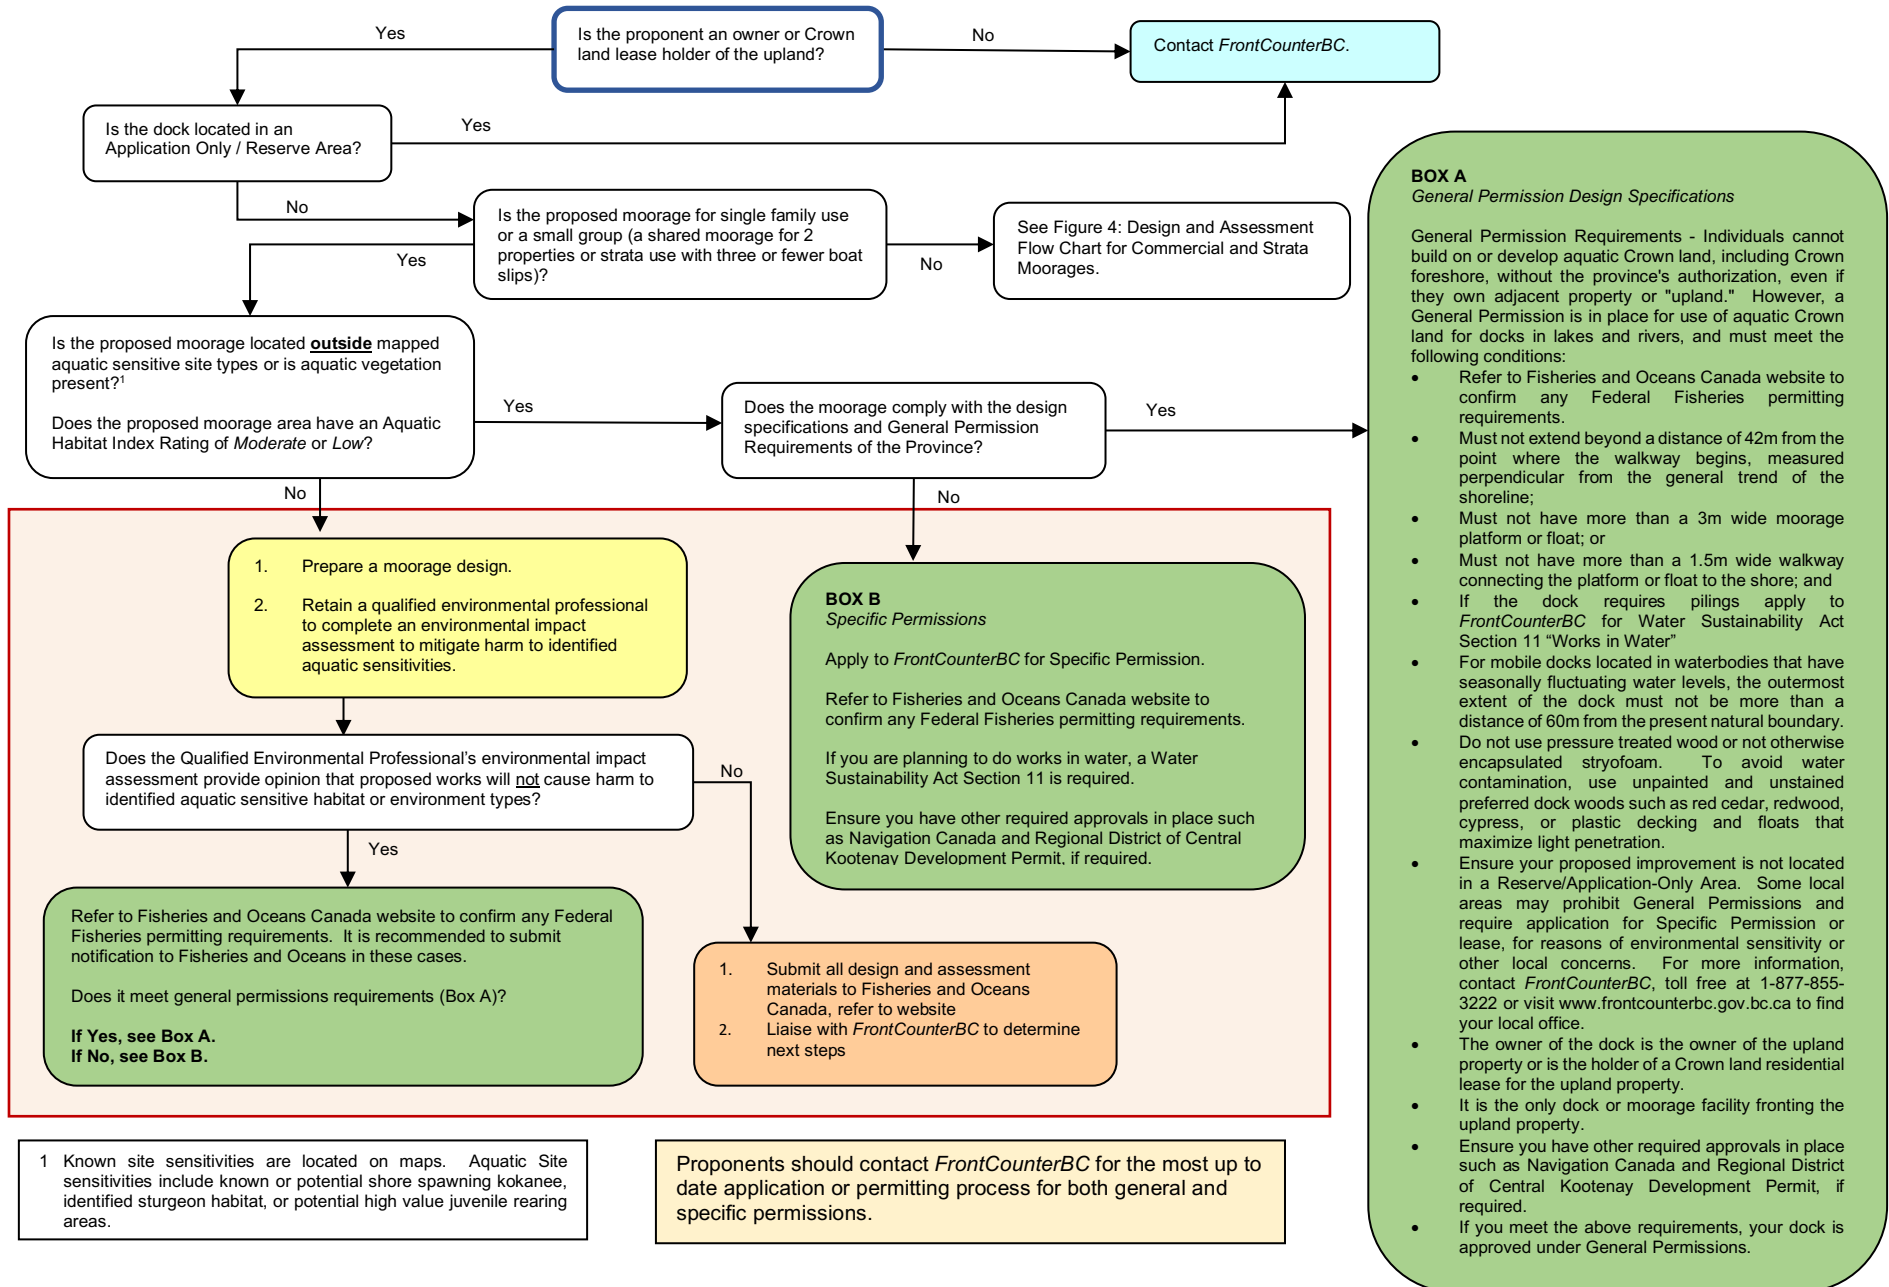 Yes
Is the proponent an owner or Crown
land lease holder of the upland?
No
Contact FrontCounterBC.
Is the dock located in an
Application Only / Reserve Area?
Yes
No
Is the proposed moorage for single family use
or a small group (a shared moorage for 2
properties or strata use with three or fewer boat
slips)?
No
See Figure 4: Design and Assessment
Flow Chart for Commercial and Strata
Moorages.
Yes
Is the proposed moorage located outside mapped
aquatic sensitive site types or is aquatic vegetation
present?1
Does the proposed moorage area have an Aquatic
Habitat Index Rating of Moderate or Low?
Yes
Does the moorage comply with the design
specifications and General Permission
Requirements of the Province?
Yes
No
No
1. Prepare a moorage design.
2. Retain a qualified environmental professional
to complete an environmental impact
assessment to mitigate harm to identified
aquatic sensitivities.
Does the Qualified Environmental Professional’s environmental impact
assessment provide opinion that proposed works will not cause harm to
identified aquatic sensitive habitat or environment types?
No
Yes
Refer to Fisheries and Oceans Canada website to confirm any Federal
Fisheries permitting requirements. It is recommended to submit
notification to Fisheries and Oceans in these cases.
Does it meet general permissions requirements (Box A)?
If Yes, see Box A.
If No, see Box B.
1. Submit all design and assessment
materials to Fisheries and Oceans
Canada, refer to website
2. Liaise with FrontCounterBC to determine
next steps
BOX B
Specific Permissions
Apply to FrontCounterBC for Specific Permission.
Refer to Fisheries and Oceans Canada website to
confirm any Federal Fisheries permitting requirements.
If you are planning to do works in water, a Water
Sustainability Act Section 11 is required.
Ensure you have other required approvals in place such
as Navigation Canada and Regional District of Central
Kootenay Development Permit, if required.
BOX A
General Permission Design Specifications
General Permission Requirements - Individuals cannot
build on or develop aquatic Crown land, including Crown
foreshore, without the province's authorization, even if
they own adjacent property or "upland." However, a
General Permission is in place for use of aquatic Crown
land for docks in lakes and rivers, and must meet the
following conditions:
• Refer to Fisheries and Oceans Canada website to
confirm any Federal Fisheries permitting
requirements.
• Must not extend beyond a distance of 42m from the
point where the walkway begins, measured
perpendicular from the general trend of the
shoreline;
• Must not have more than a 3m wide moorage
platform or float; or
• Must not have more than a 1.5m wide walkway
connecting the platform or float to the shore; and
• If the dock requires pilings apply to
FrontCounterBC for Water Sustainability Act
Section 11 “Works in Water”
• For mobile docks located in waterbodies that have
seasonally fluctuating water levels, the outermost
extent of the dock must not be more than a
distance of 60m from the present natural boundary.
• Do not use pressure treated wood or not otherwise
encapsulated stryofoam. To avoid water
contamination, use unpainted and unstained
preferred dock woods such as red cedar, redwood,
cypress, or plastic decking and floats that
maximize light penetration.
• Ensure your proposed improvement is not located
in a Reserve/Application-Only Area. Some local
areas may prohibit General Permissions and
require application for Specific Permission or
lease, for reasons of environmental sensitivity or
other local concerns. For more information,
contact FrontCounterBC, toll free at 1-877-855-
3222 or visit www.frontcounterbc.gov.bc.ca to find
your local office.
• The owner of the dock is the owner of the upland
property or is the holder of a Crown land residential
lease for the upland property.
• It is the only dock or moorage facility fronting the
upland property.
• Ensure you have other required approvals in place
such as Navigation Canada and Regional District
of Central Kootenay Development Permit, if
required.
• If you meet the above requirements, your dock is
approved under General Permissions.
1 Known site sensitivities are located on maps. Aquatic Site
sensitivities include known or potential shore spawning kokanee,
identified sturgeon habitat, or potential high value juvenile rearing
areas.
Proponents should contact FrontCounterBC for the most up to
date application or permitting process for both general and
specific permissions.